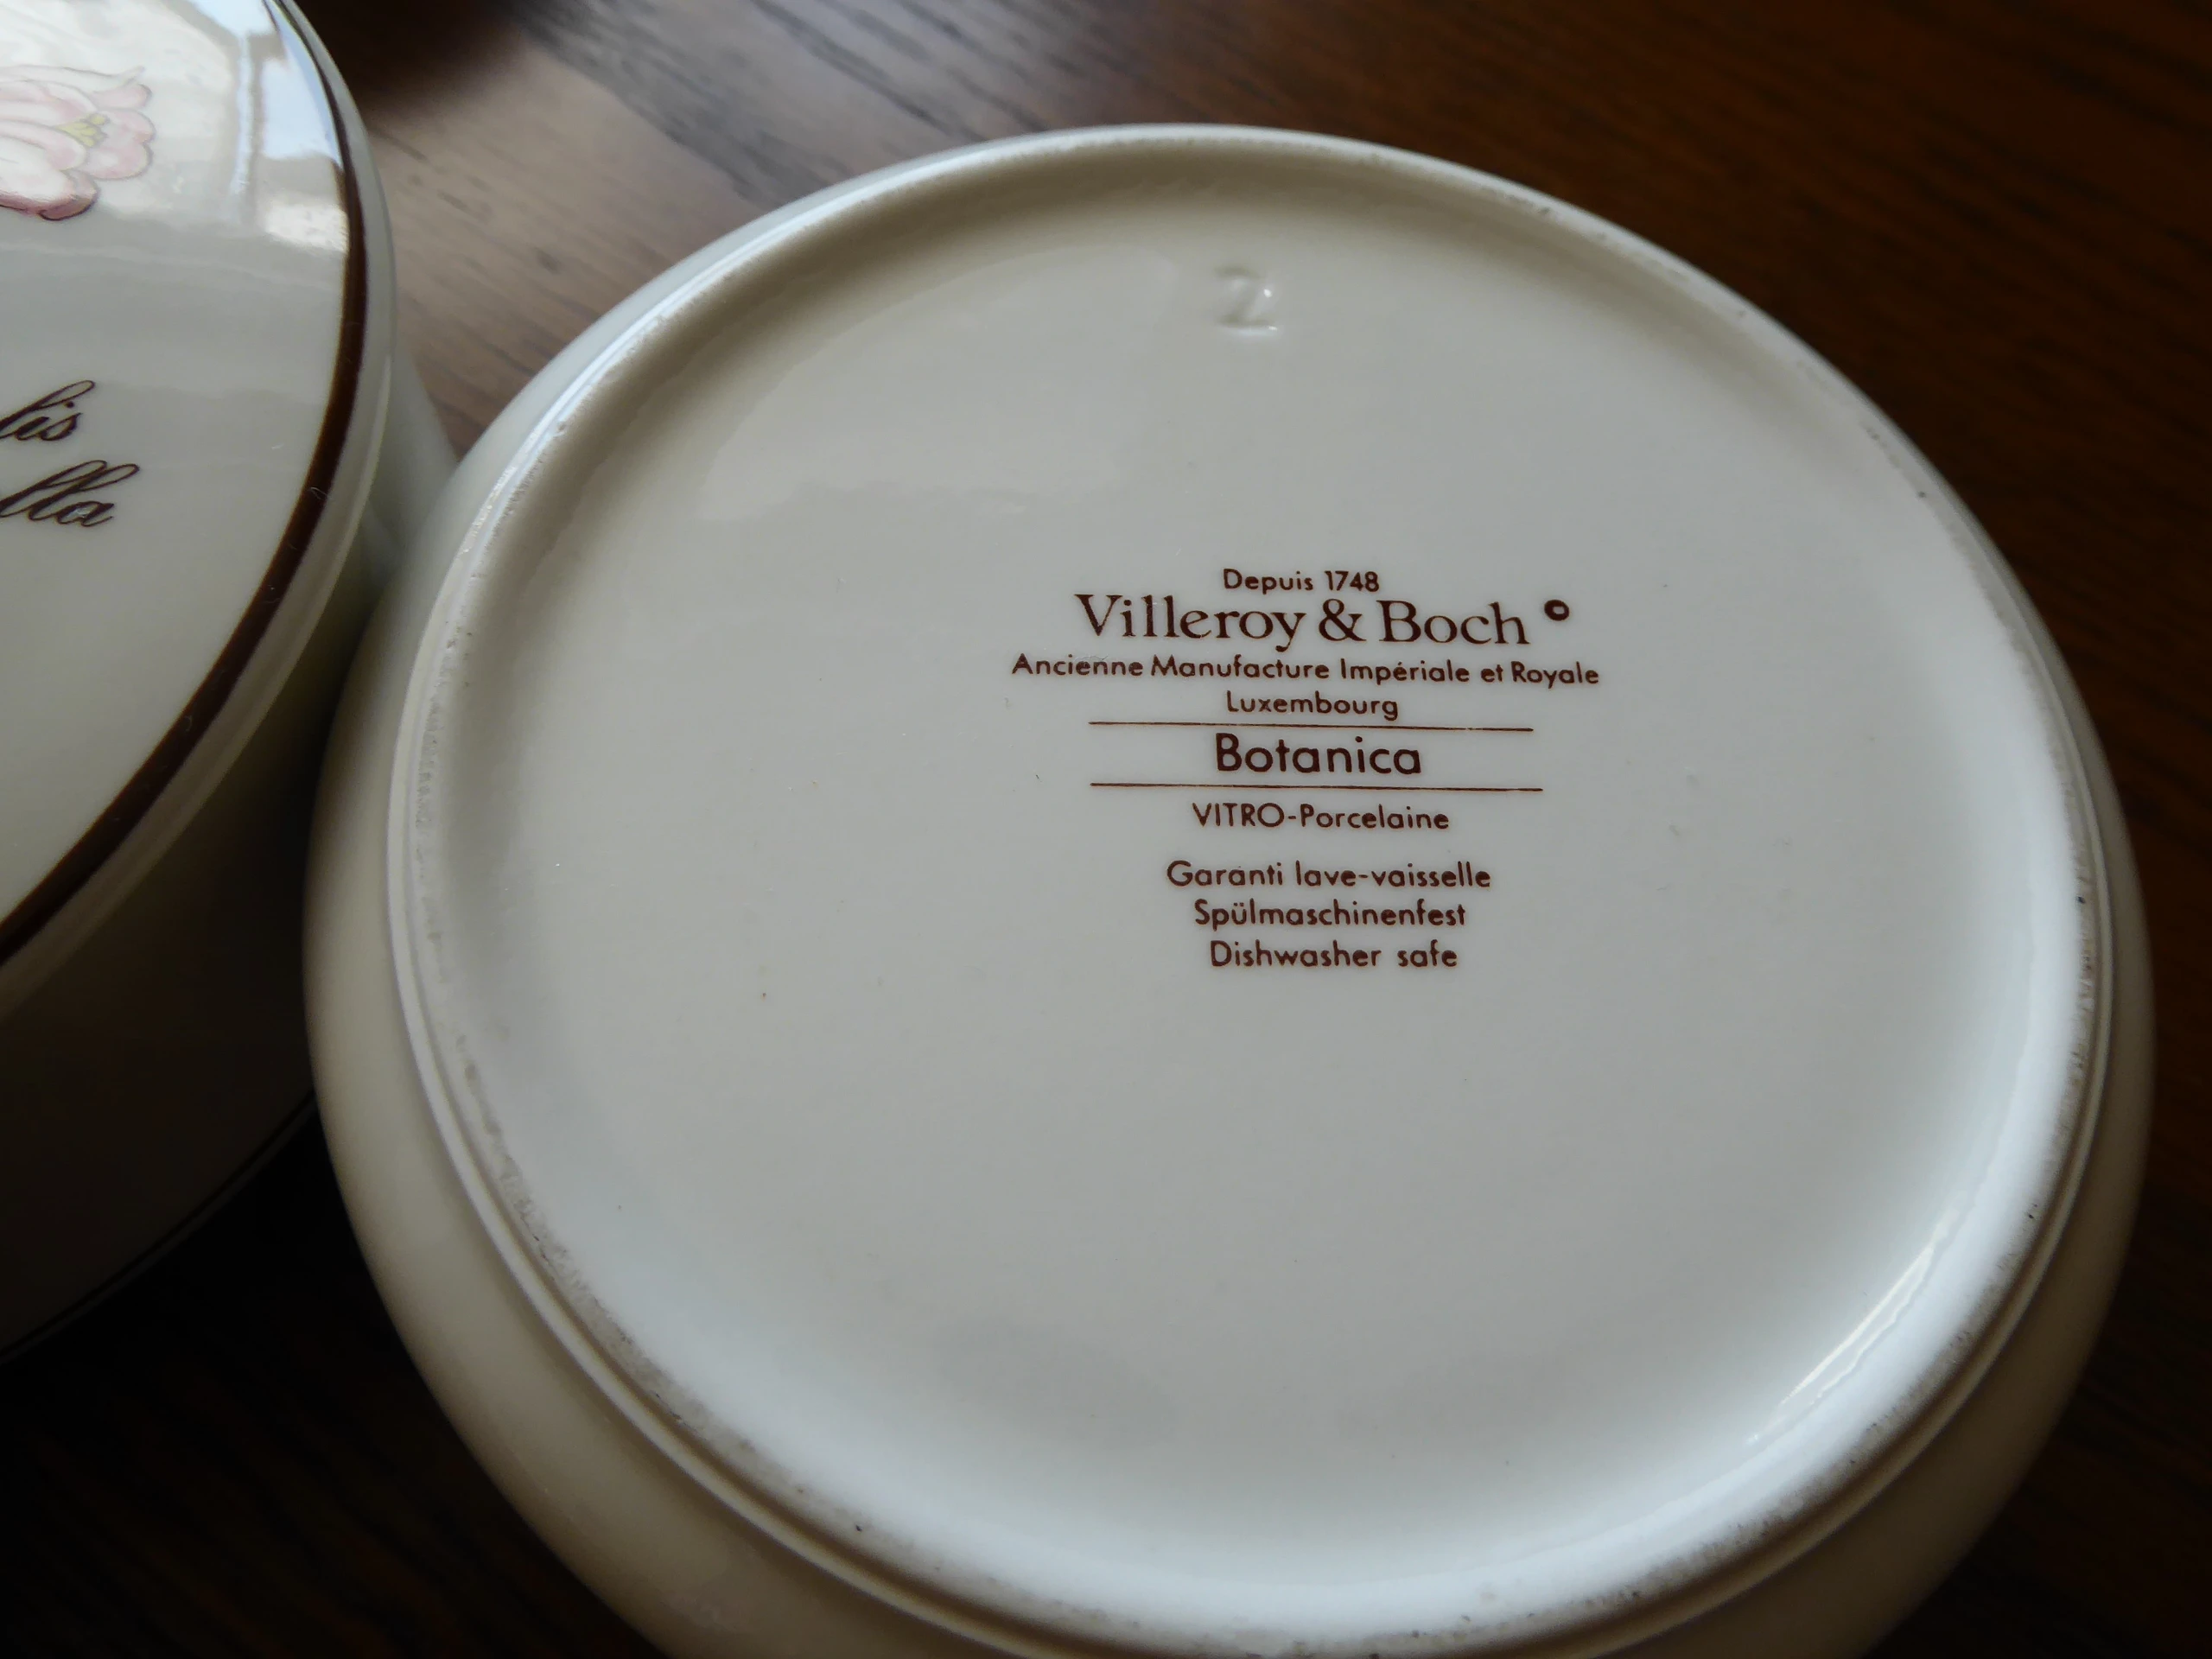 2
Depuis 1748
Villeroy & Boch
Ancienne Manufacture Impériale et Royale
Luxembourg
Botanica
VITRO-Porcelaine
Garanti lave-vaisselle
Spülmaschinenfest
Dishwasher safe